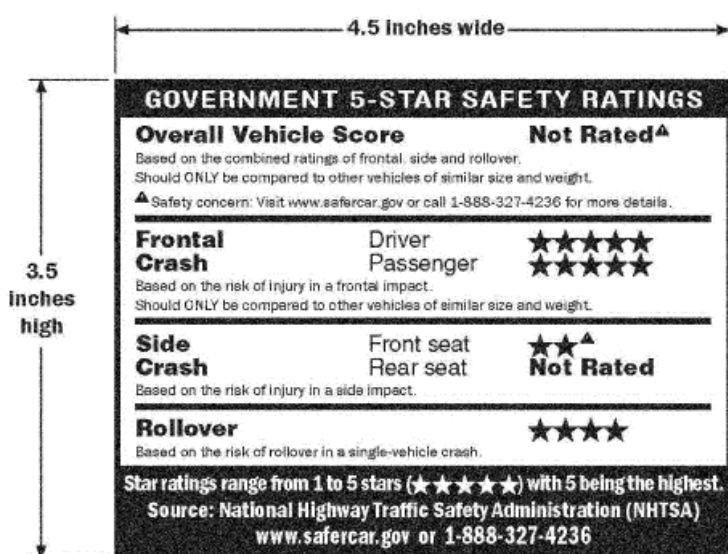 4.5 inches wide
3.5
inches
high
GOVERNMENT 5-STAR SAFETY RATINGS
Overall Vehicle Score Not Rated⚠
Based on the combined ratings of frontal, side and rollover.
Should ONLY be compared to other vehicles of similar size and weight.
⚠ Safety concern: Visit www.safercar.gov or call 1-888-327-4236 for more details.
Frontal Driver ★★★★★
Crash Passenger ★★★★★
Based on the risk of injury in a frontal impact.
Should ONLY be compared to other vehicles of similar size and weight.
Side Front seat ★★⚠
Crash Rear seat Not Rated
Based on the risk of injury in a side impact.
Rollover ★★★★
Based on the risk of rollover in a single-vehicle crash.
Star ratings range from 1 to 5 stars (★★★★★) with 5 being the highest.
Source: National Highway Traffic Safety Administration (NHTSA)
www.safercar.gov or 1-888-327-4236